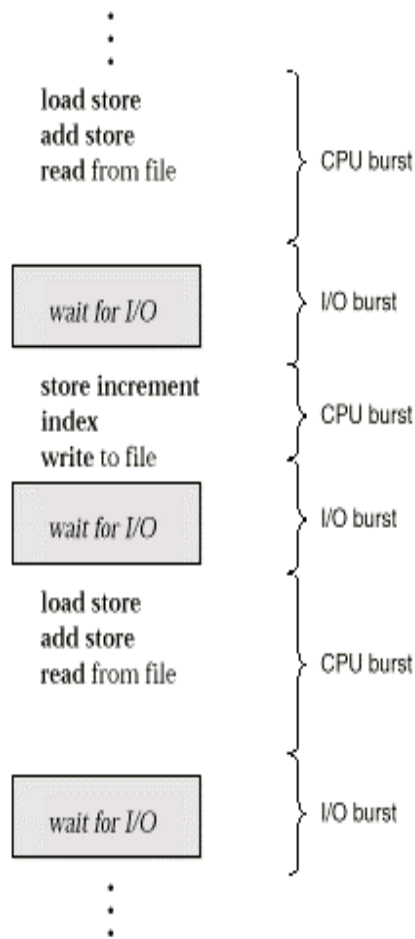 load store
add store
read from file
CPU burst
wait for I/O
I/O burst
store increment
index
write to file
CPU burst
wait for I/O
I/O burst
load store
add store
read from file
CPU burst
wait for I/O
I/O burst